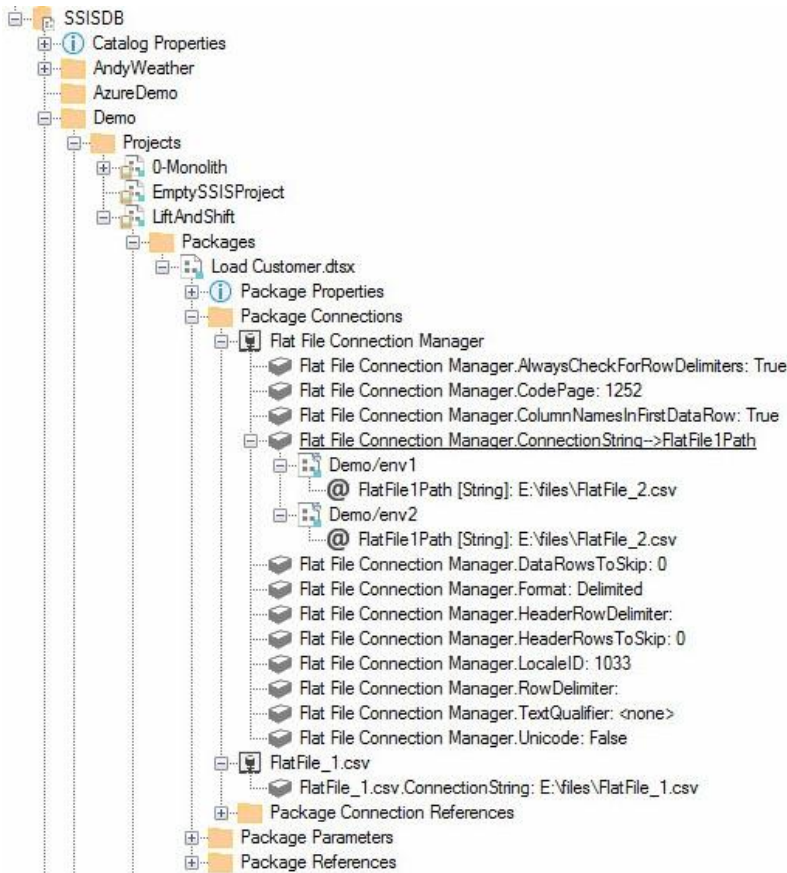 SSISDB
Catalog Properties
AndyWeather
AzureDemo
Demo
Projects
0-Monolith
EmptySSISProject
LiftAndShift
Packages
Load Customer.dtsx
Package Properties
Package Connections
Flat File Connection Manager
Flat File Connection Manager.AlwaysCheckForRowDelimiters: True
Flat File Connection Manager.CodePage: 1252
Flat File Connection Manager.ColumnNamesInFirstDataRow: True
Flat File Connection Manager.ConnectionString-->FlatFile1Path
Demo/env1
@ FlatFile1Path [String]: E:\files\FlatFile_2.csv
Demo/env2
@ FlatFile1Path [String]: E:\files\FlatFile_2.csv
Flat File Connection Manager.DataRowsToSkip: 0
Flat File Connection Manager.Format: Delimited
Flat File Connection Manager.HeaderRowDelimiter:
Flat File Connection Manager.HeaderRowsToSkip: 0
Flat File Connection Manager.LocaleID: 1033
Flat File Connection Manager.RowDelimiter:
Flat File Connection Manager.TextQualifier: <none>
Flat File Connection Manager.Unicode: False
FlatFile_1.csv
FlatFile_1.csv.ConnectionString: E:\files\FlatFile_1.csv
Package Connection References
Package Parameters
Package References